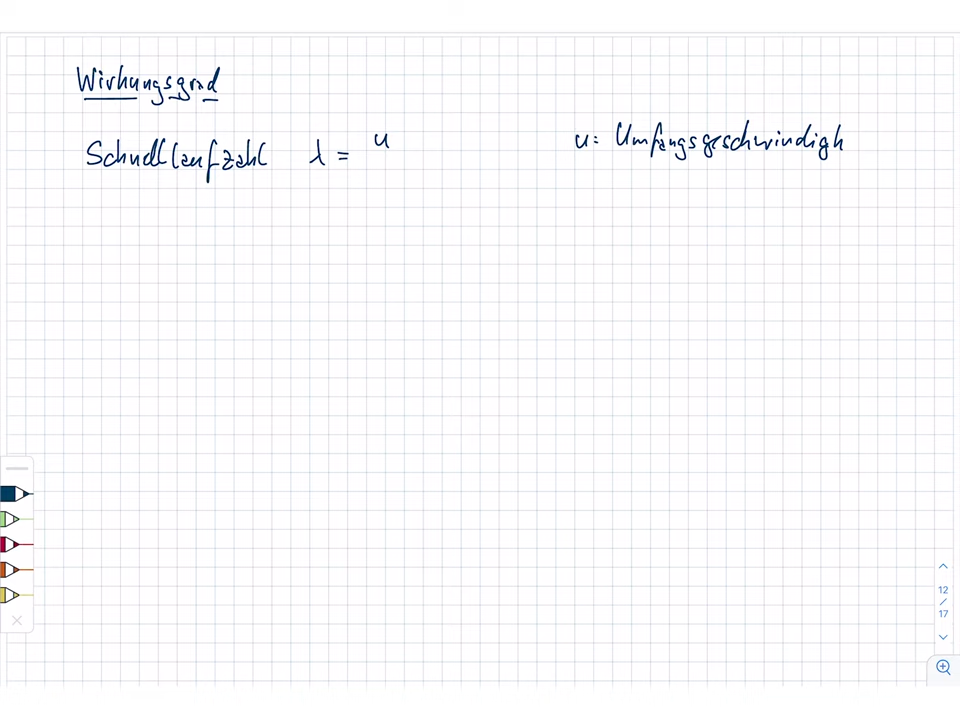 Wirkungsgrad
Schnelllaufzahl λ = u
u: Umfangsgeschwindigk
12
/
17